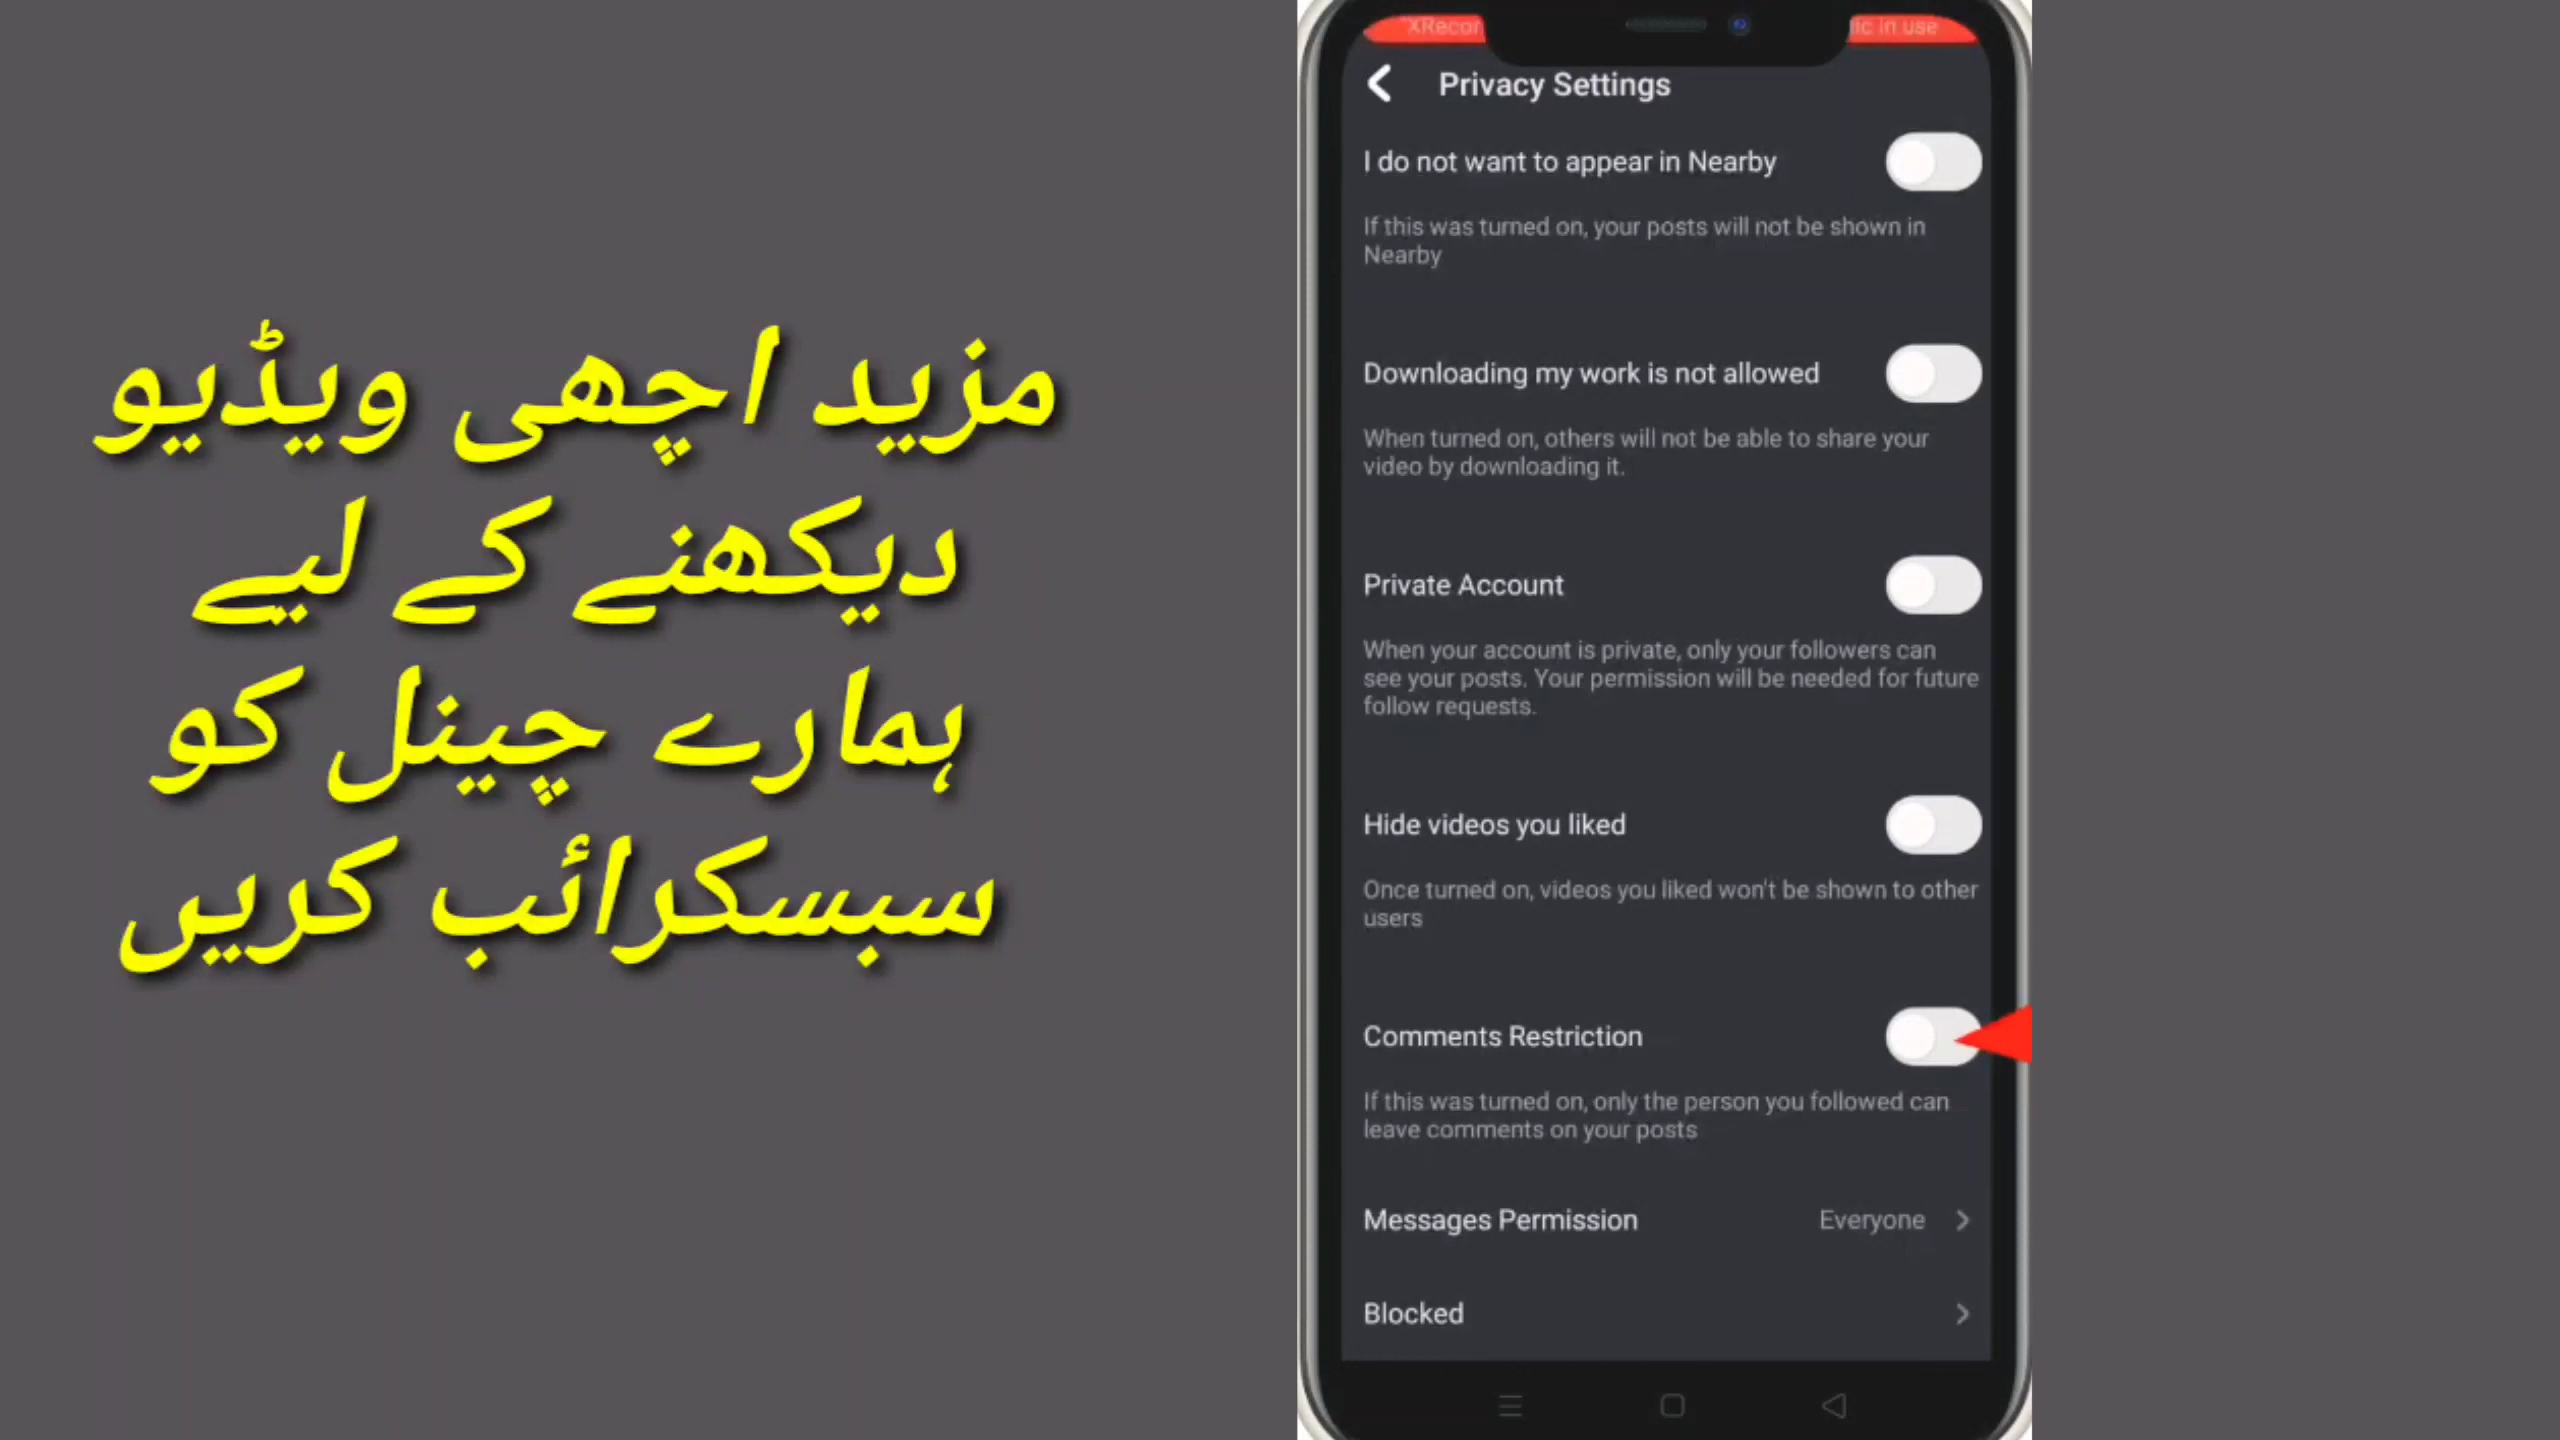 مزید اچھی ویڈیو
دیکھنے کے لیے
ہمارے چینل کو
سبسکرائب کریں
Privacy Settings
I do not want to appear in Nearby
If this was turned on, your posts will not be shown in
Nearby
Downloading my work is not allowed
When turned on, others will not be able to share your
video by downloading it.
Private Account
When your account is private, only your followers can
see your posts. Your permission will be needed for future
follow requests.
Hide videos you liked
Once turned on, videos you liked won't be shown to other
users
Comments Restriction
If this was turned on, only the person you followed can
leave comments on your posts
Messages Permission Everyone
Blocked